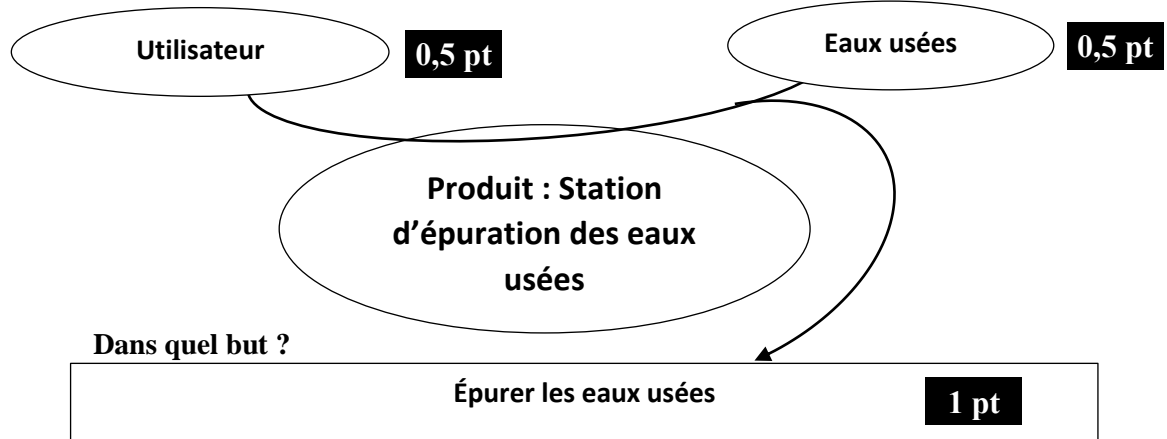 Utilisateur
0,5 pt
Eaux usées
0,5 pt
Produit : Station
d’épuration des eaux
usées
Dans quel but ?
Épurer les eaux usées
1 pt